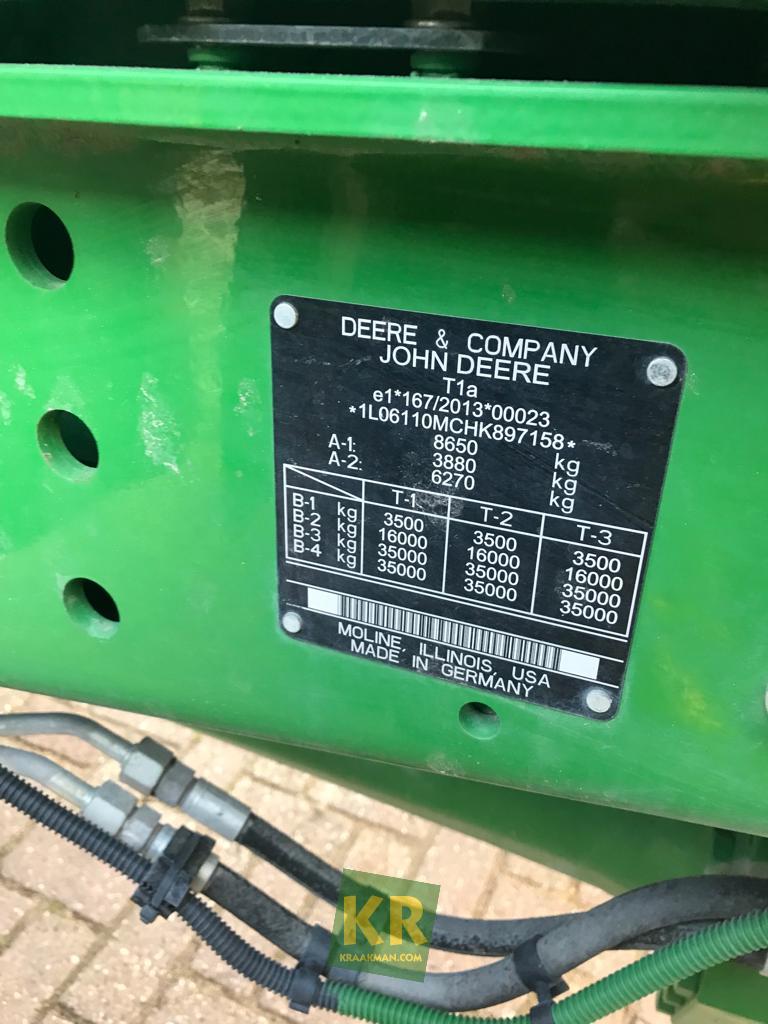 DEERE & COMPANY
JOHN DEERE
T1a
e1*167/2013*00023
*1L06110MCHK897158*
8650 kg
A-1: 3880 kg
A-2: 6270 kg
T-1 T-2 T-3
B-1 kg 3500 3500 3500
B-2 kg 16000 16000 16000
B-3 kg 35000 35000 35000
B-4 kg 35000 35000 35000
MOLINE, ILLINOIS, USA
MADE IN GERMANY
KR
KRAAKMAN.COM